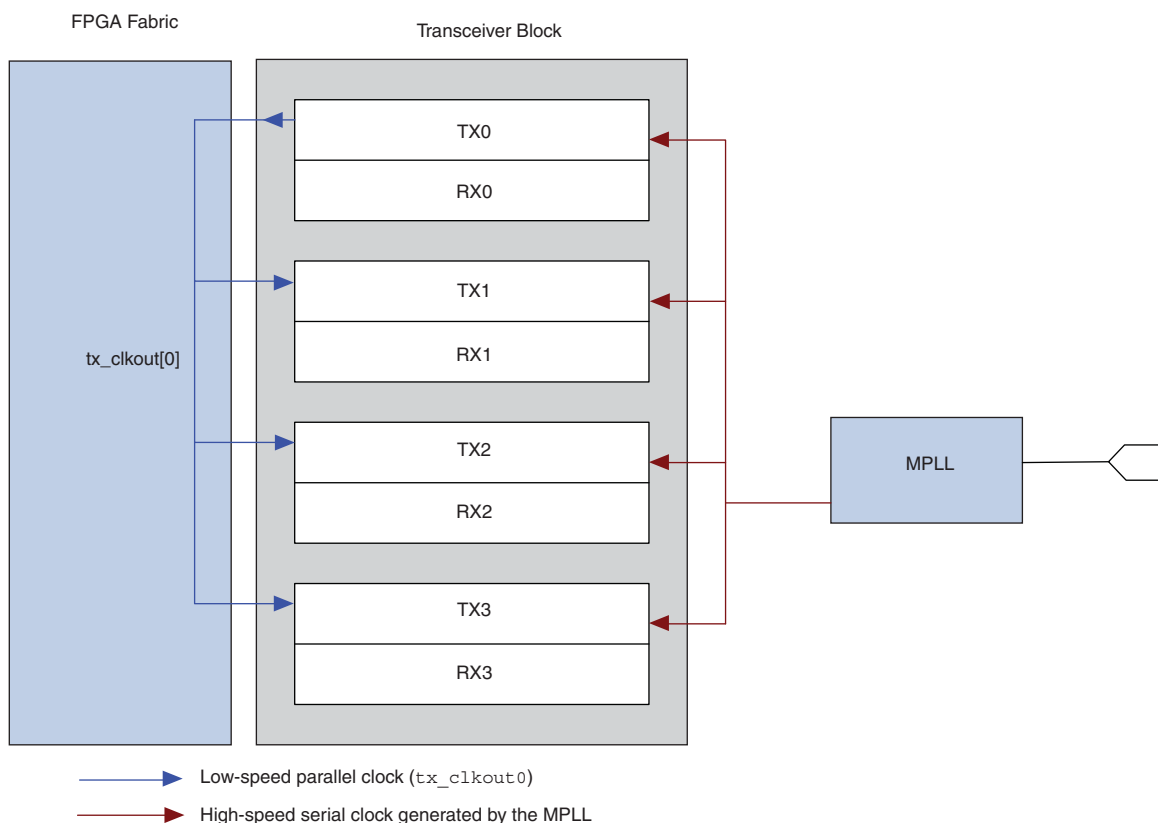 FPGA Fabric
Transceiver Block
TX0
RX0
TX1
RX1
tx_clkout[0]
TX2
RX2
MPLL
TX3
RX3
Low-speed parallel clock (tx_clkout0)
High-speed serial clock generated by the MPLL